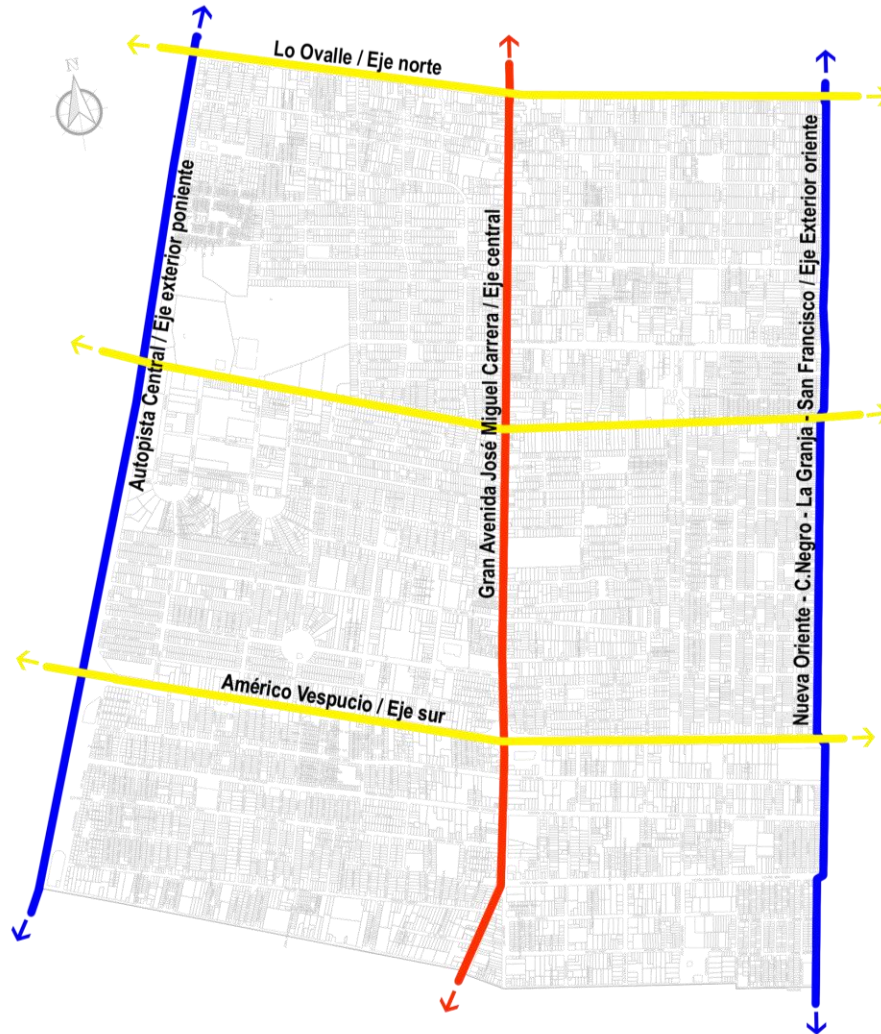 Lo Ovalle / Eje norte
N
Autopista Central / Eje exterior poniente
Gran Avenida José Miguel Carrera / Eje central
Nueva Oriente - C.Negro - La Granja - San Francisco / Eje Exterior oriente
Américo Vespucio / Eje sur